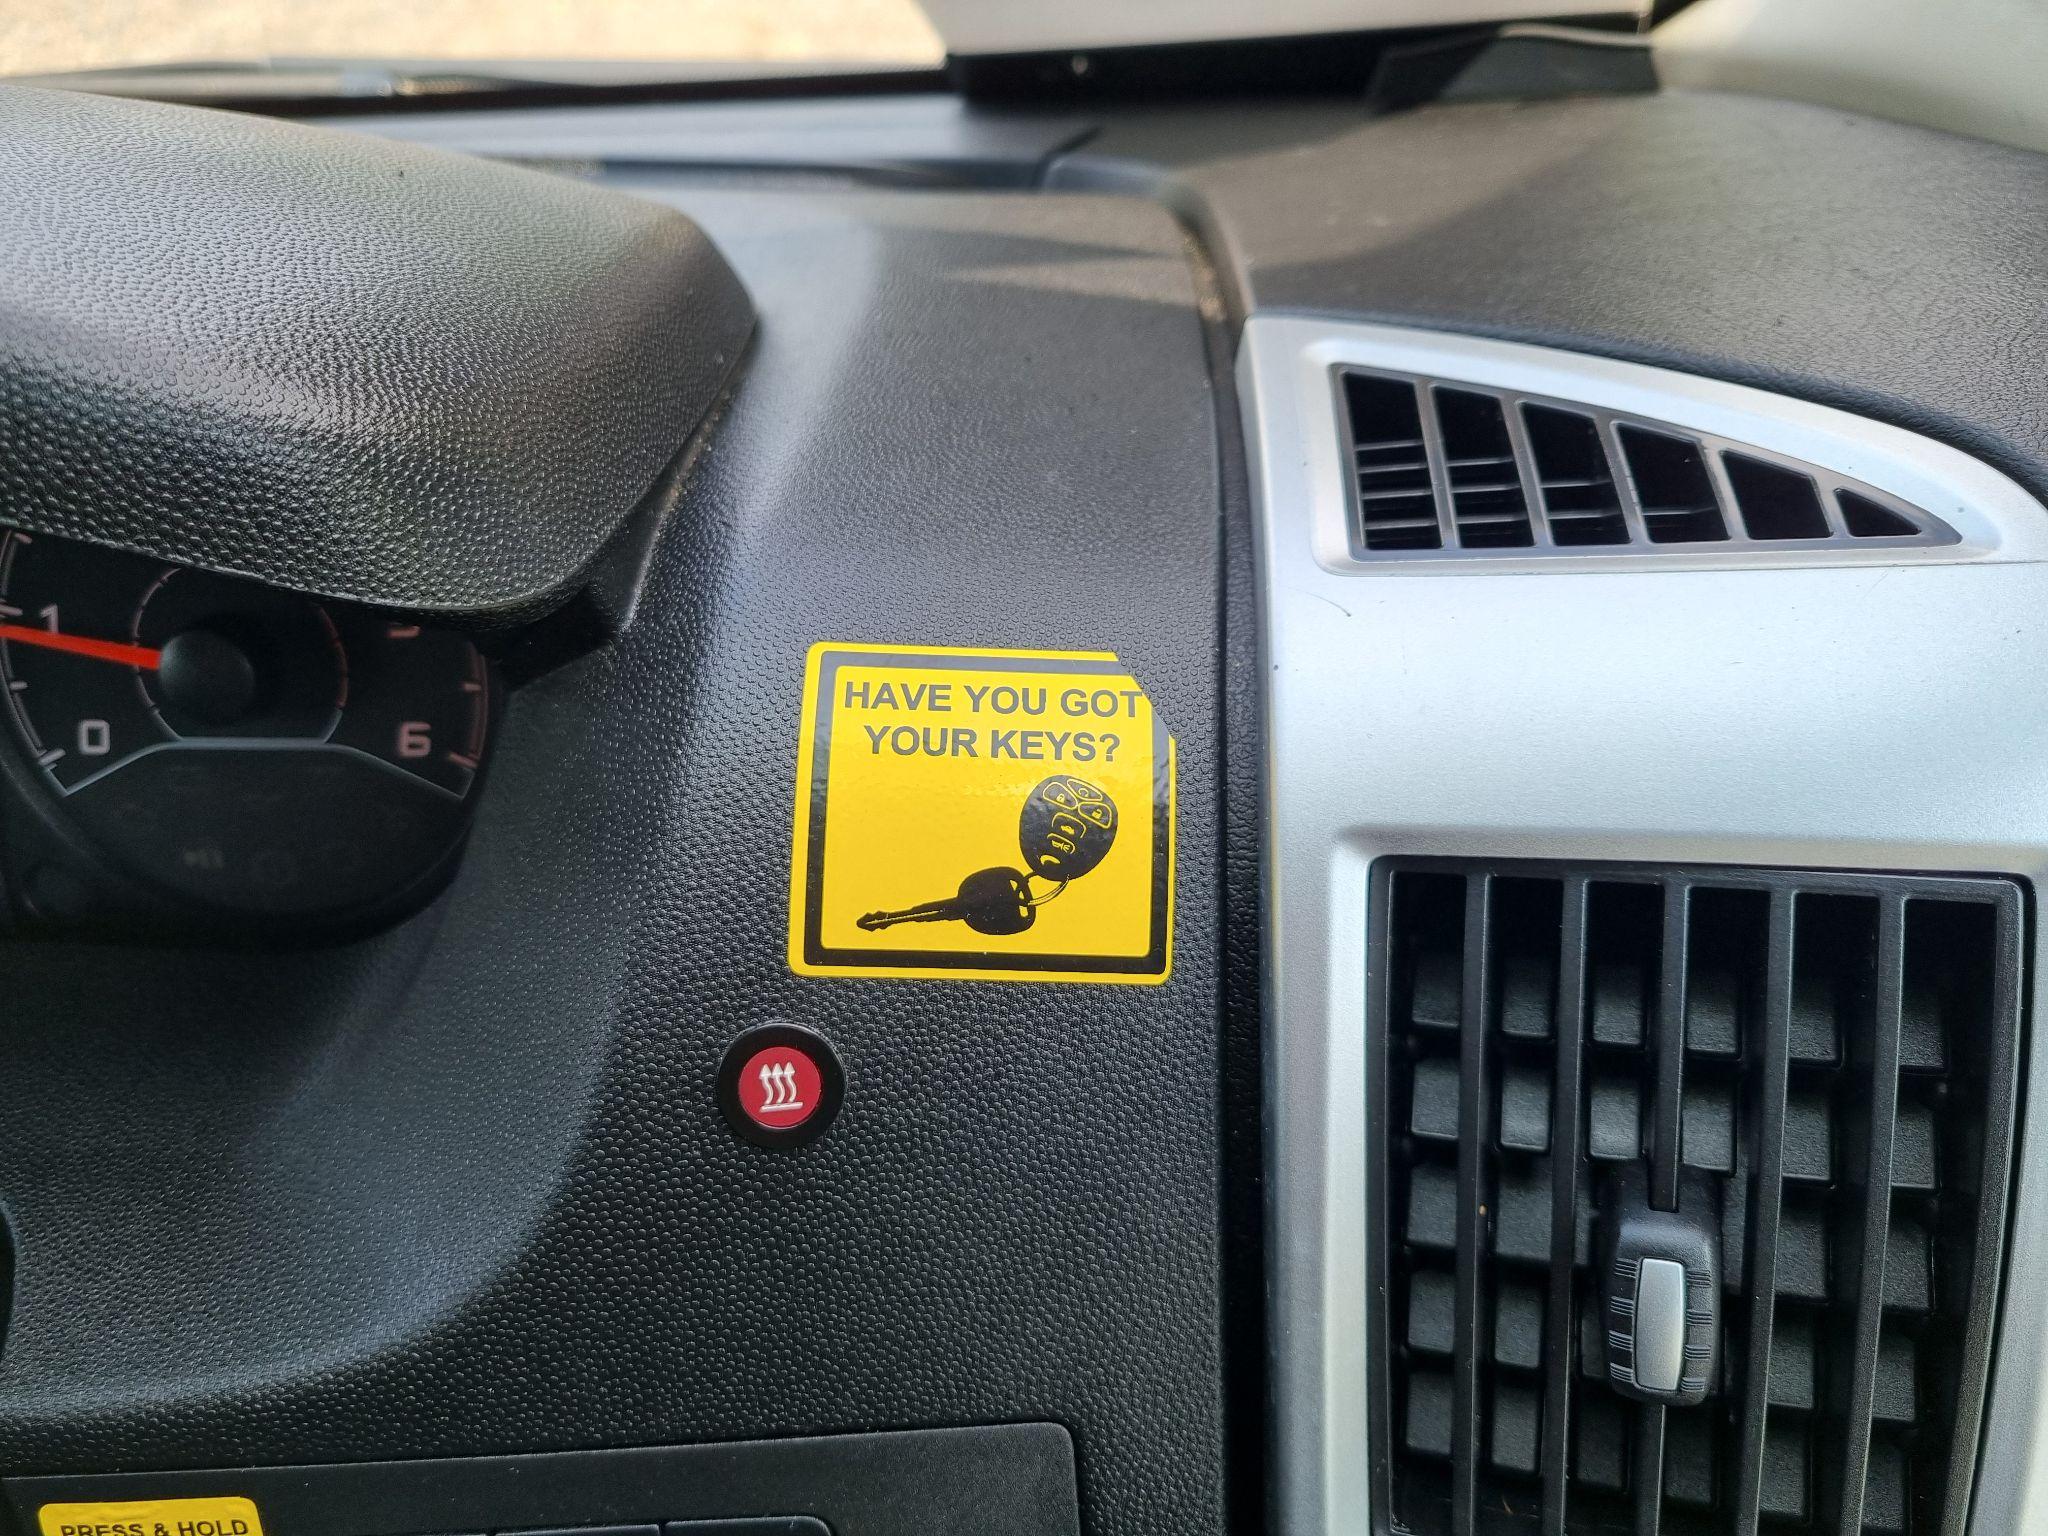 HAVE YOU GOT
YOUR KEYS?
1
0
6
PRESS & HOLD